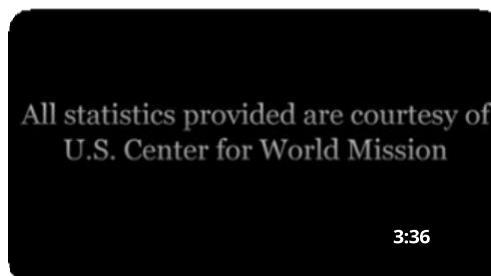 All statistics provided are courtesy of
U.S. Center for World Mission
3:36